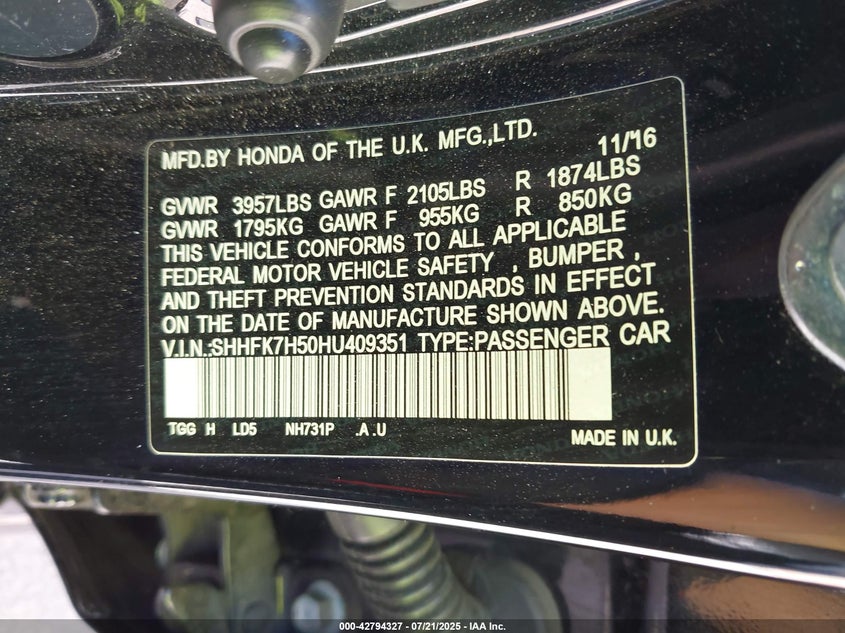 MFD.BY HONDA OF THE U.K. MFG.,LTD. 11/16
GVWR 3957LBS GAWR F 2105LBS R 1874LBS
GVWR 1795KG GAWR F 955KG R 850KG
THIS VEHICLE CONFORMS TO ALL APPLICABLE
FEDERAL MOTOR VEHICLE SAFETY , BUMPER ,
AND THEFT PREVENTION STANDARDS IN EFFECT
ON THE DATE OF MANUFACTURE SHOWN ABOVE.
V.I.N.:SHHFK7H50HU409351 TYPE:PASSENGER CAR
TGG H LD5 NH731P .A .U MADE IN U.K.
000-42794327 / 07/21/2025 - IAA Inc.